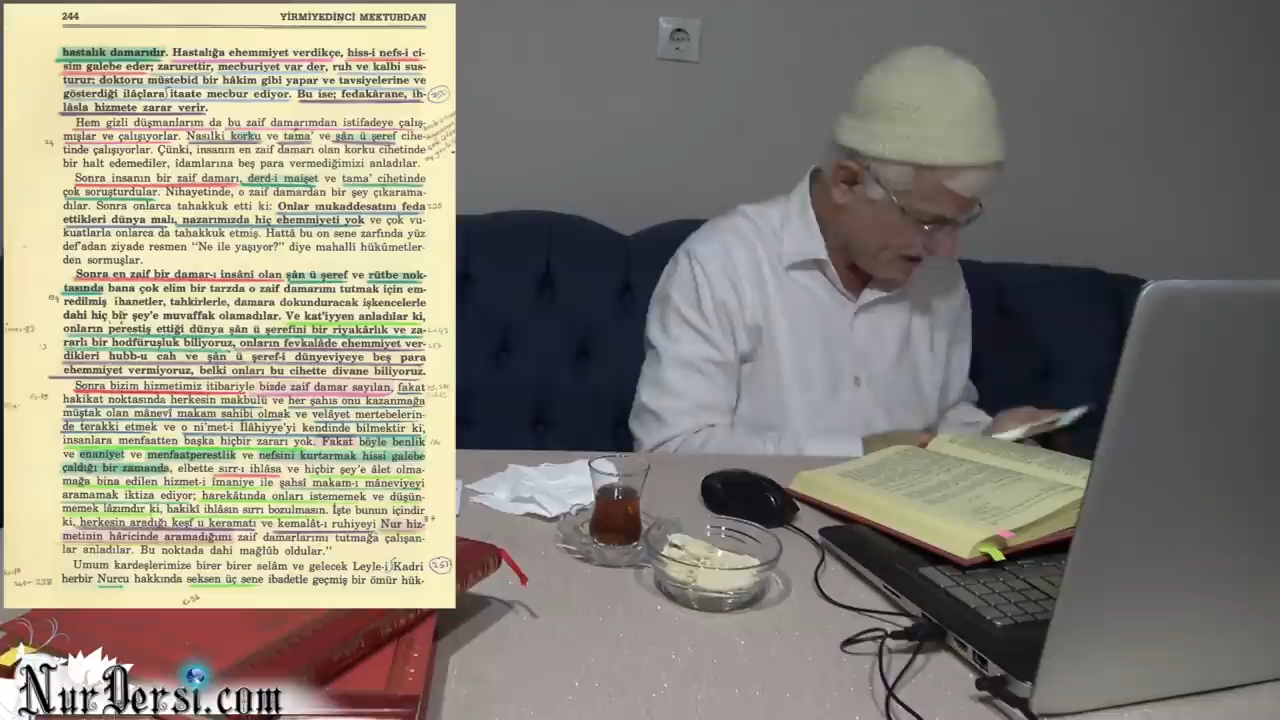 244
YİRMİYEDİNCİ MEKTUBDAN
hastalık damarıdır. Hastalığa ehemmiyet verdikçe, hiss-i nefs-i ci-
sim galebe eder; zarurettir, mecburiyet var der, ruh ve kalbi sus-
turur; doktoru müstebid bir hâkim gibi yapar ve tavsiyelerine ve
gösterdiği ilâçlara itaate mecbur ediyor. Bu ise; fedakârane, ih-
lâsla hizmete zarar verir.
Hem gizli düşmanlarım da bu zaif damarımdan istifadeye çalış-
mışlar ve çalışıyorlar. Nasılki korku ve tama' ve şân ü şeref cihe-
tinde çalışıyorlar. Çünki, insanın en zaif damarı olan korku cihetinde
bir halt edemediler, idamlarına beş para vermediğimizi anladılar.
Sonra insanın bir zaif damarı, derd-i maişet ve tama' cihetinde
çok soruşturdular. Nihayetinde, o zaif damardan bir şey çıkarama-
dılar. Sonra onlarca tahakkuk etti ki: Onlar mukaddesatını feda
ettikleri dünya malı, nazarımızda hiç ehemmiyeti yok ve çok vu-
kuatlarla onlarca da tahakkuk etmiş. Hattâ bu on sene zarfında yüz
def'adan ziyade resmen "Ne ile yaşıyor?" diye mahallî hükûmetler-
den sormuşlar.
Sonra en zaif bir damar-ı insânî olan şân ü şeref ve rütbe nok-
tasında bana çok elîm bir tarzda o zaif damarımı tutmak için em-
redilmiş ihanetler, tahkirlerle, damara dokunduracak işkencelerle
dahi hiç bir şey'e muvaffak olamadılar. Ve kat'iyyen anladılar ki,
onların perestiş ettiği dünya şân ü şerefini bir riyakârlık ve za-
rarlı bir hodfüruşluk biliyoruz, onların fevkalâde ehemmiyet ver-
dikleri hubb-u cah ve şân ü şeref-i dünyeviyeye beş para
ehemmiyet vermiyoruz, belki onları bu cihette divane biliyoruz.
Sonra bizim hizmetimiz itibariyle bizde zaif damar sayılan, fakat
hakikat noktasında herkesin makbulü ve her şahıs onu kazanmağa
müştak olan mânevî makam sahibi olmak ve velâyet mertebelerin-
de terakki etmek ve o ni'met-i İlâhiyye'yi kendinde bilmektir ki,
insanlara menfaatten başka hiçbir zararı yok. Fakat böyle benlik
ve enaniyet ve menfaatperestlik ve nefsini kurtarmak hissi galebe
çaldığı bir zamanda, elbette sırr-ı ihlâsa ve hiçbir şey'e âlet olma-
mağa bina edilen hizmet-i imaniye ile şahsî makam-ı mâneviyeyi
aramamak iktiza ediyor; harekâtında onları istememek ve düşün-
memek lâzımdır ki, hakikî ihlâsın sırrı bozulmasın. İşte bunun içindir
ki, herkesin aradığı keşf u keramatı ve kemalât-ı ruhiyeyi Nur hiz-
metinin hâricinde aramadığımı zaif damarlarımı tutmağa çalışan-
lar anladılar. Bu noktada dahi mağlûb oldular."
Umum kardeşlerimize birer birer selâm ve gelecek Leyle-i Kadri
herbir Nurcu hakkında seksen üç sene ibadetle geçmiş bir ömür hük-
NurDersi.com